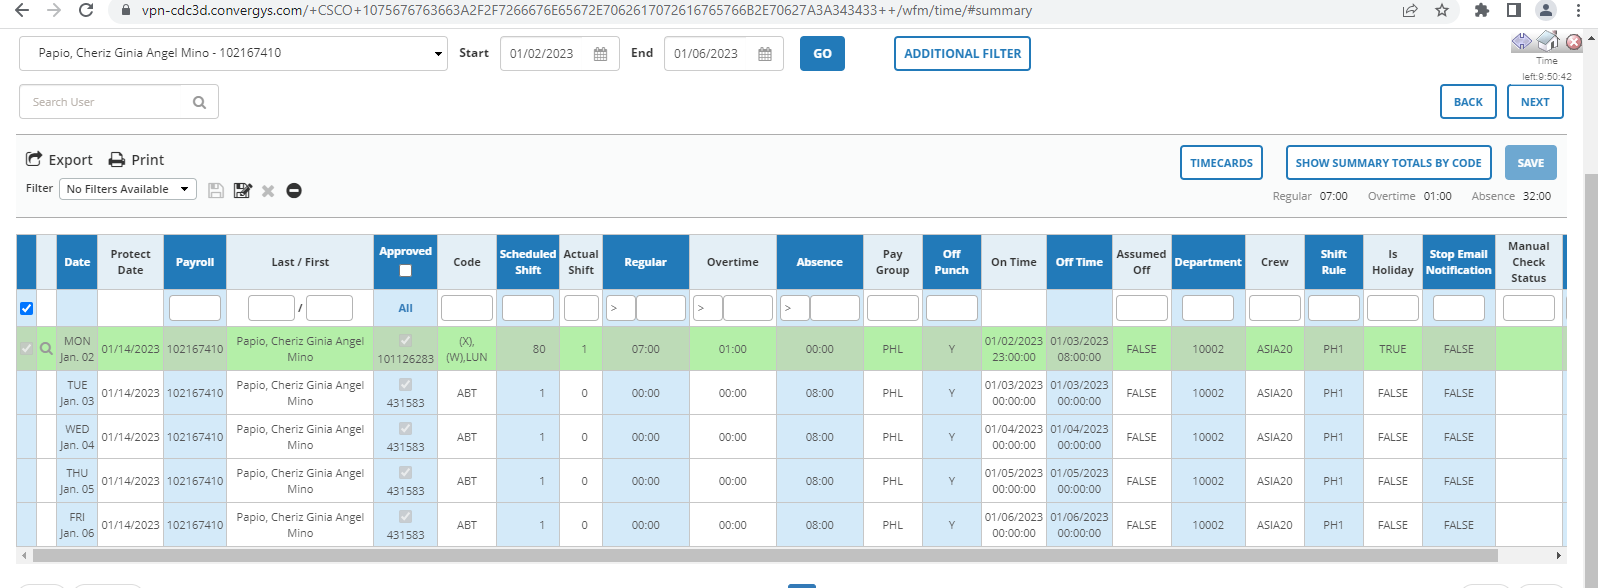 vpn-cdc3d.convergys.com/+CSCO+1075676763663A2F2F7266676E65672E7062617072616765766B2E70627A3A343433++/wfm/time/#summary
Papio, Cheriz Ginia Angel Mino - 102167410 Start 01/02/2023 End 01/06/2023 GO ADDITIONAL FILTER
Time
left:9:50:42
Search User BACK NEXT
Export Print TIMECARDS SHOW SUMMARY TOTALS BY CODE SAVE
Filter No Filters Available Regular 07:00 Overtime 01:00 Absence 32:00
Date Protect Date Payroll Last / First Approved Code Scheduled Shift Actual Shift Regular Overtime Absence Pay Group Off Punch On Time Off Time Assumed Off Department Crew Shift Rule Is Holiday Stop Email Notification Manual Check Status
/ All > > >
MON Jan. 02 01/14/2023 102167410 Papio, Cheriz Ginia Angel Mino 101126283 (X), (W),LUN 80 1 07:00 01:00 00:00 PHL Y 01/02/2023 23:00:00 01/03/2023 08:00:00 FALSE 10002 ASIA20 PH1 TRUE FALSE
TUE Jan. 03 01/14/2023 102167410 Papio, Cheriz Ginia Angel Mino 431583 ABT 1 0 00:00 00:00 08:00 PHL Y 01/03/2023 00:00:00 01/03/2023 00:00:00 FALSE 10002 ASIA20 PH1 FALSE FALSE
WED Jan. 04 01/14/2023 102167410 Papio, Cheriz Ginia Angel Mino 431583 ABT 1 0 00:00 00:00 08:00 PHL Y 01/04/2023 00:00:00 01/04/2023 00:00:00 FALSE 10002 ASIA20 PH1 FALSE FALSE
THU Jan. 05 01/14/2023 102167410 Papio, Cheriz Ginia Angel Mino 431583 ABT 1 0 00:00 00:00 08:00 PHL Y 01/05/2023 00:00:00 01/05/2023 00:00:00 FALSE 10002 ASIA20 PH1 FALSE FALSE
FRI Jan. 06 01/14/2023 102167410 Papio, Cheriz Ginia Angel Mino 431583 ABT 1 0 00:00 00:00 08:00 PHL Y 01/06/2023 00:00:00 01/06/2023 00:00:00 FALSE 10002 ASIA20 PH1 FALSE FALSE